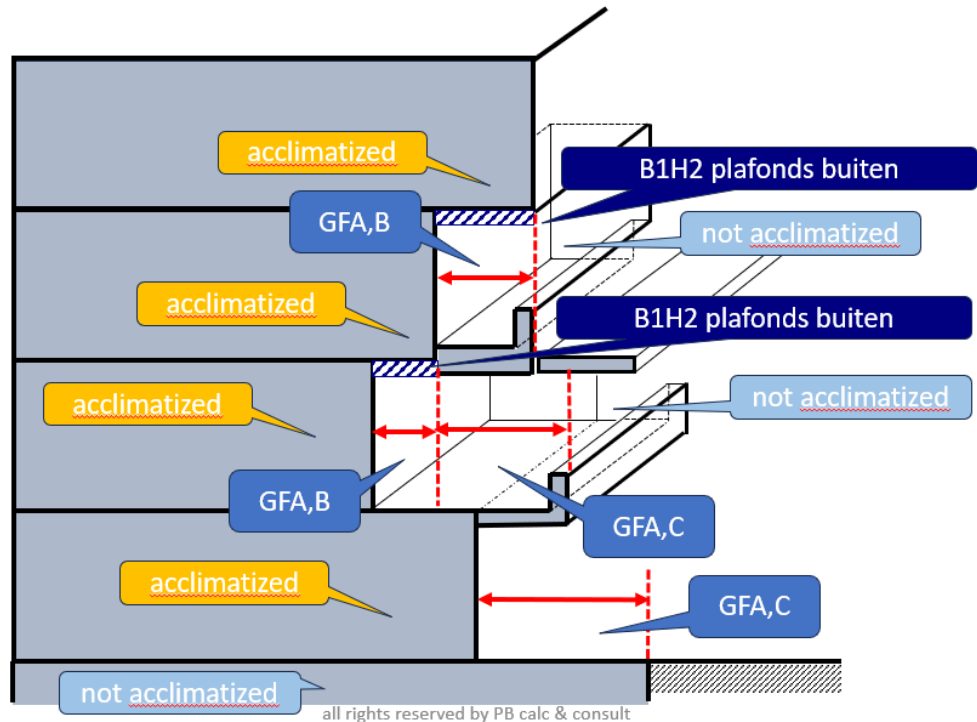 acclimatized
B1H2 plafonds buiten
GFA,B
not acclimatized
acclimatized
B1H2 plafonds buiten
acclimatized
not acclimatized
GFA,B
GFA,C
acclimatized
GFA,C
not acclimatized
all rights reserved by PB calc & consult